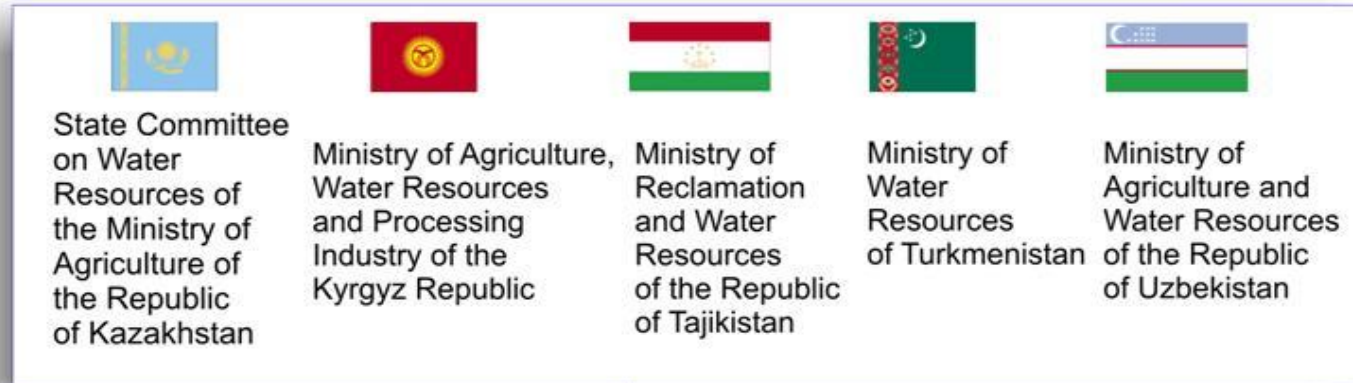 State Committee
on Water
Resources of
the Ministry of
Agriculture of
the Republic
of Kazakhstan
Ministry of Agriculture,
Water Resources
and Processing
Industry of the
Kyrgyz Republic
Ministry of
Reclamation
and Water
Resources
of the Republic
of Tajikistan
Ministry of
Water
Resources
of Turkmenistan
Ministry of
Agriculture and
Water Resources
of the Republic
of Uzbekistan